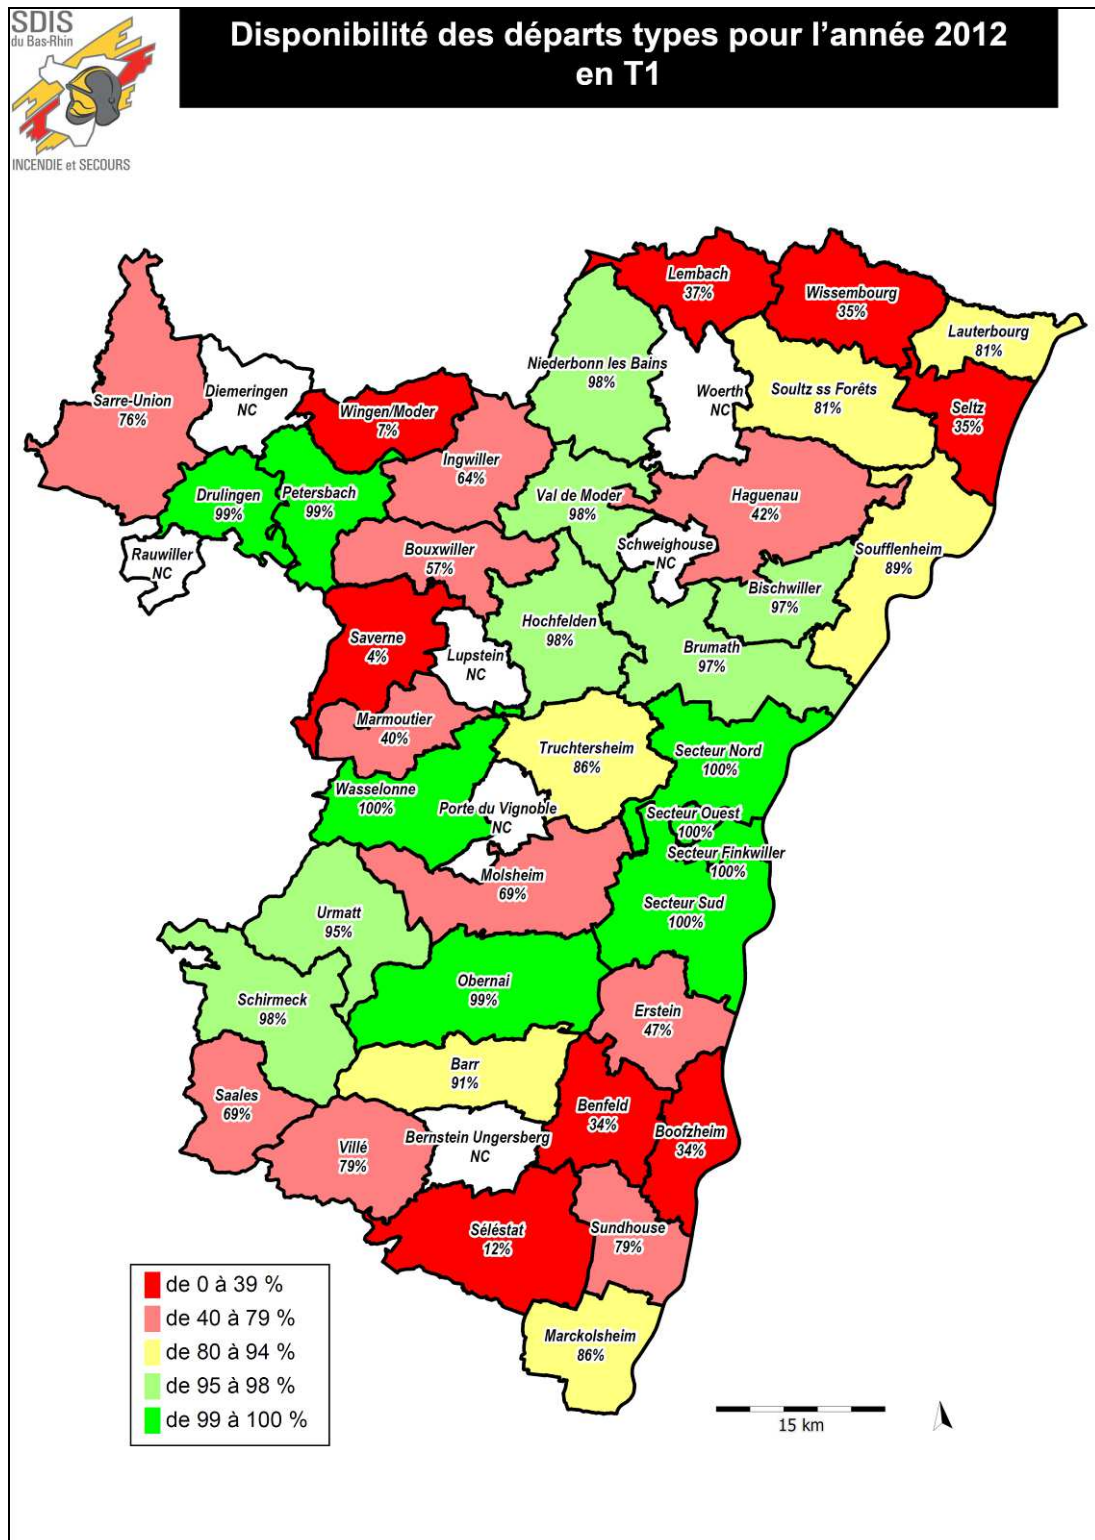 SDIS
du Bas-Rhin
INCENDIE et SECOURS
Disponibilité des départs types pour l'année 2012
en T1
Lembach
37%
Wissembourg
35%
Lauterbourg
81%
Niederbonn les Bains
98%
Woerth
NC
Soultz ss Forêts
81%
Seltz
35%
Sarre-Union
76%
Diemeringen
NC
Wingen/Moder
7%
Ingwiller
64%
Drulingen
99%
Petersbach
99%
Val de Moder
98%
Haguenau
42%
Rauwiller
NC
Bouxwiller
57%
Schweighouse
NC
Soufflenheim
89%
Bischwiller
97%
Hochfelden
98%
Saverne
4%
Lupstein
NC
Brumath
97%
Marmoutier
40%
Truchtersheim
86%
Secteur Nord
100%
Wasselonne
100%
Porte du Vignoble
NC
Secteur Ouest
100%
Secteur Finkwiller
100%
Molsheim
69%
Secteur Sud
100%
Urmatt
95%
Obernai
99%
Schirmeck
98%
Erstein
47%
Barr
91%
Saales
69%
Benfeld
34%
Boofzheim
34%
Villé
79%
Bernstein Ungersberg
NC
Séléstat
12%
Sundhouse
79%
Marckolsheim
86%
de 0 à 39 %
de 40 à 79 %
de 80 à 94 %
de 95 à 98 %
de 99 à 100 %
15 km